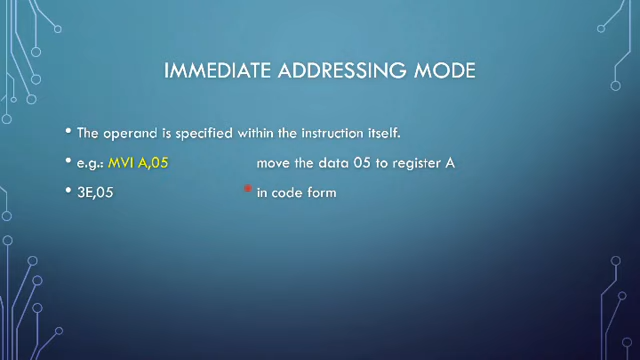 IMMEDIATE ADDRESSING MODE
• The operand is specified within the instruction itself.
• e.g.: MVI A,05 move the data 05 to register A
• 3E,05 in code form